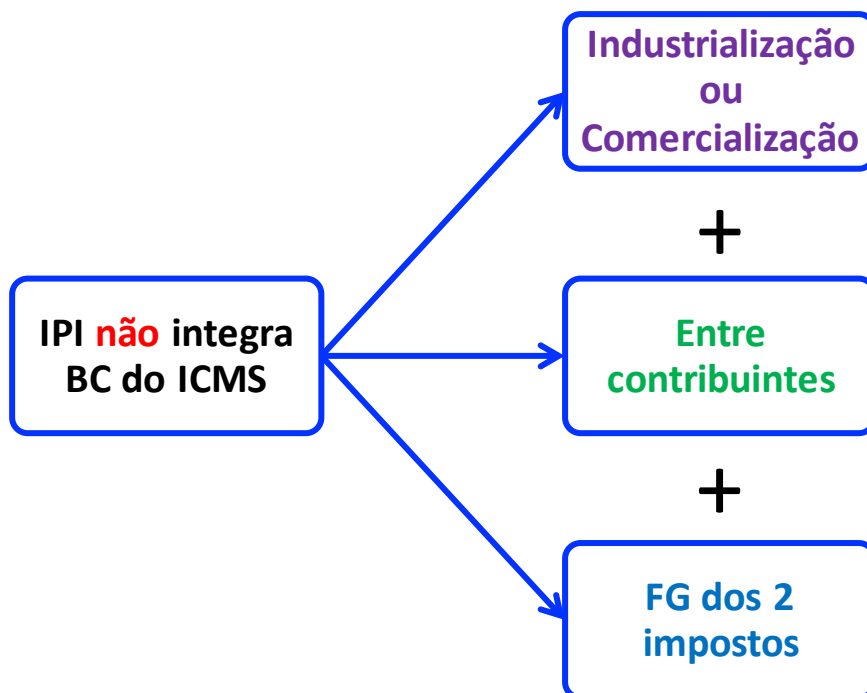 Industrialização
ou
Comercialização
+
IPI não integra
BC do ICMS
Entre
contribuintes
+
FG dos 2
impostos